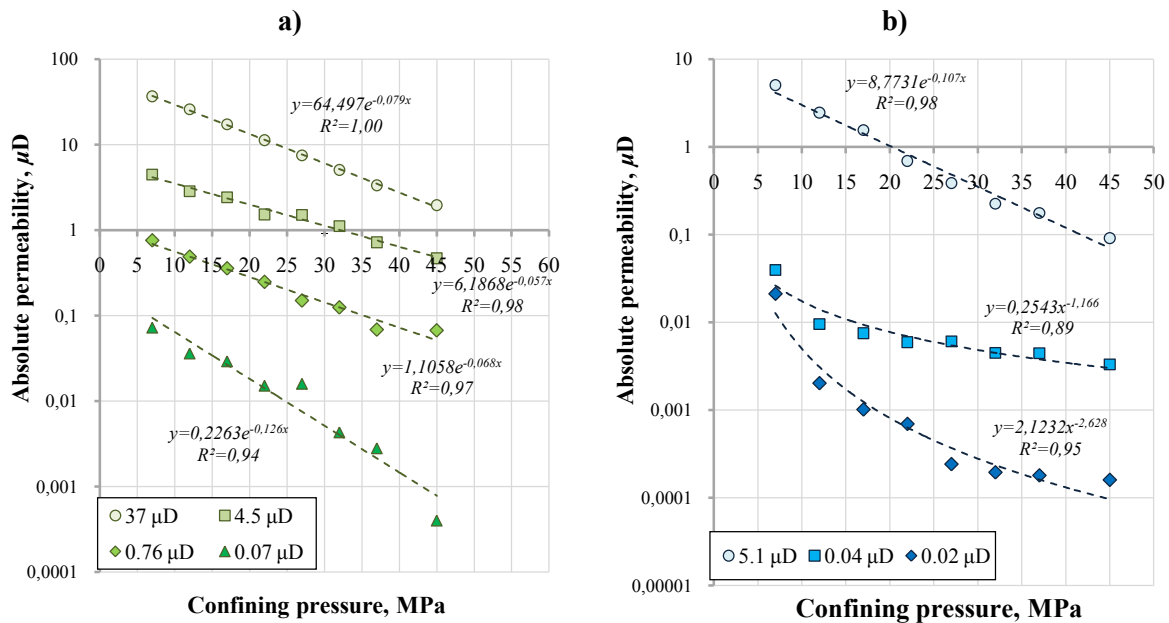 a)
Absolute permeability, µD
100
10
1
0,1
0,01
0,001
0,0001
0 5 10 15 20 25 30 35 40 45 50 55 60
y=64,497e^-0,079x
R²=1,00
y=6,1868e^-0,057x
R²=0,98
y=1,1058e^-0,068x
R²=0,97
y=0,2263e^-0,126x
R²=0,94
37 µD 4.5 µD
0.76 µD 0.07 µD
Confining pressure, MPa
b)
Absolute permeability, µD
10
1
0,1
0,01
0,001
0,0001
0,00001
0 5 10 15 20 25 30 35 40 45 50
y=8,7731e^-0,107x
R²=0,98
y=0,2543x^-1,166
R²=0,89
y=2,1232x^-2,628
R²=0,95
5.1 µD 0.04 µD 0.02 µD
Confining pressure, MPa